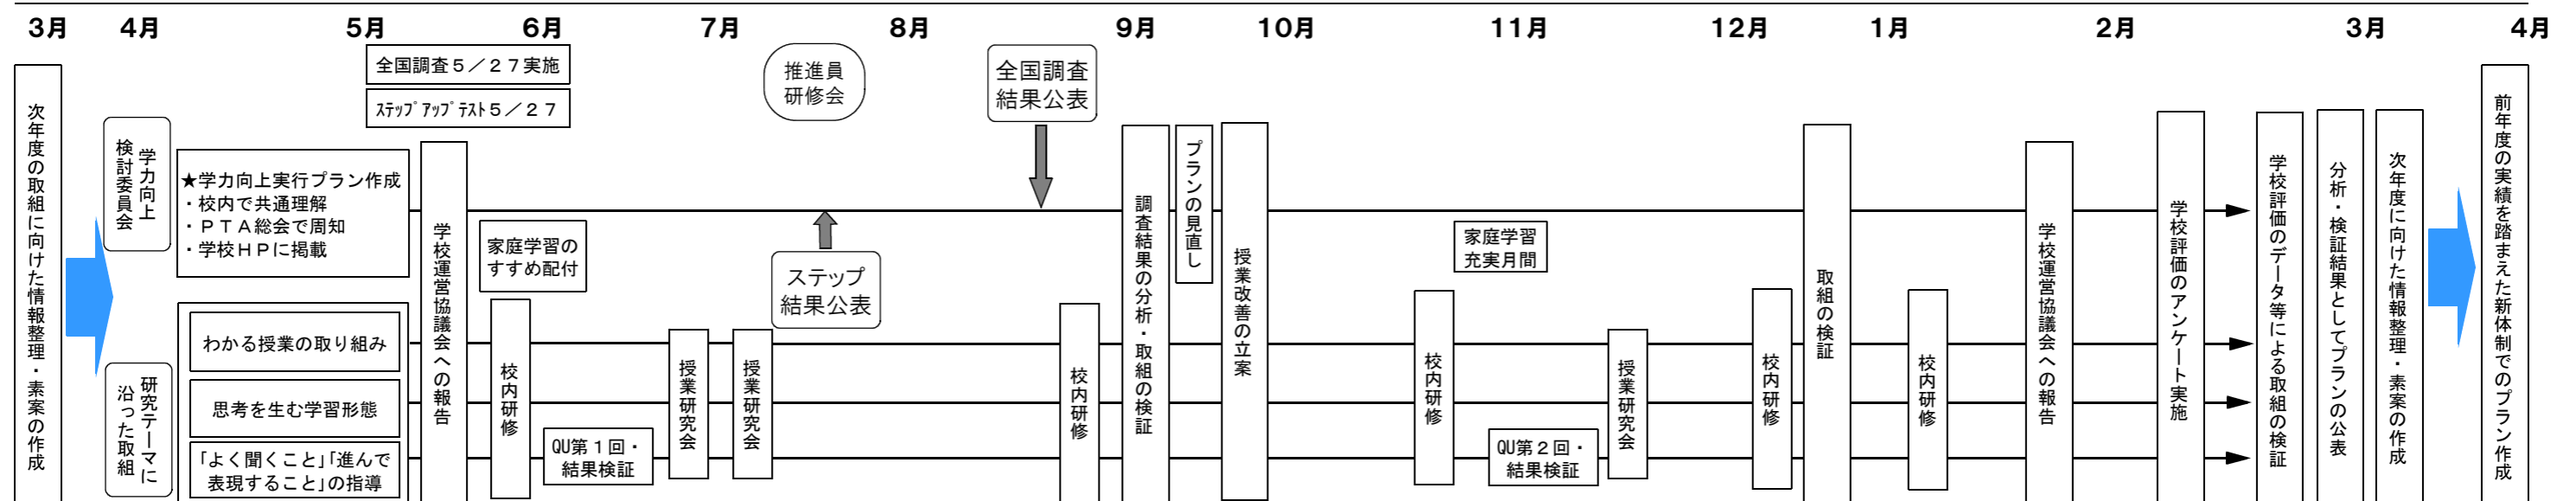 3月 4月 5月 6月 7月 8月 9月 10月 11月 12月 1月 2月 3月 4月
次年度の取組に向けた情報整理・素案の作成
学力向上
検討委員会
研究テーマに
沿った取組
全国調査５／２７実施
ｽﾃｯﾌﾟｱｯﾌﾟﾃｽﾄ５／２７
★学力向上実行プラン作成
・校内で共通理解
・ＰＴＡ総会で周知
・学校ＨＰに掲載
わかる授業の取り組み
思考を生む学習形態
「よく聞くこと」「進んで
表現すること」の指導
学校運営協議会への報告
家庭学習の
すすめ配付
校内研修
QU第１回・
結果検証
授業研究会
授業研究会
推進員
研修会
ステップ
結果公表
全国調査
結果公表
校内研修
調査結果の分析・取組の検証
プランの見直し
授業改善の立案
家庭学習
充実月間
校内研修
QU第２回・
結果検証
授業研究会
校内研修
取組の検証
校内研修
学校運営協議会への報告
学校評価のアンケート実施
学校評価のデータ等による取組の検証
分析・検証結果としてプランの公表
次年度に向けた情報整理・素案の作成
前年度の実績を踏まえた新体制でのプラン作成